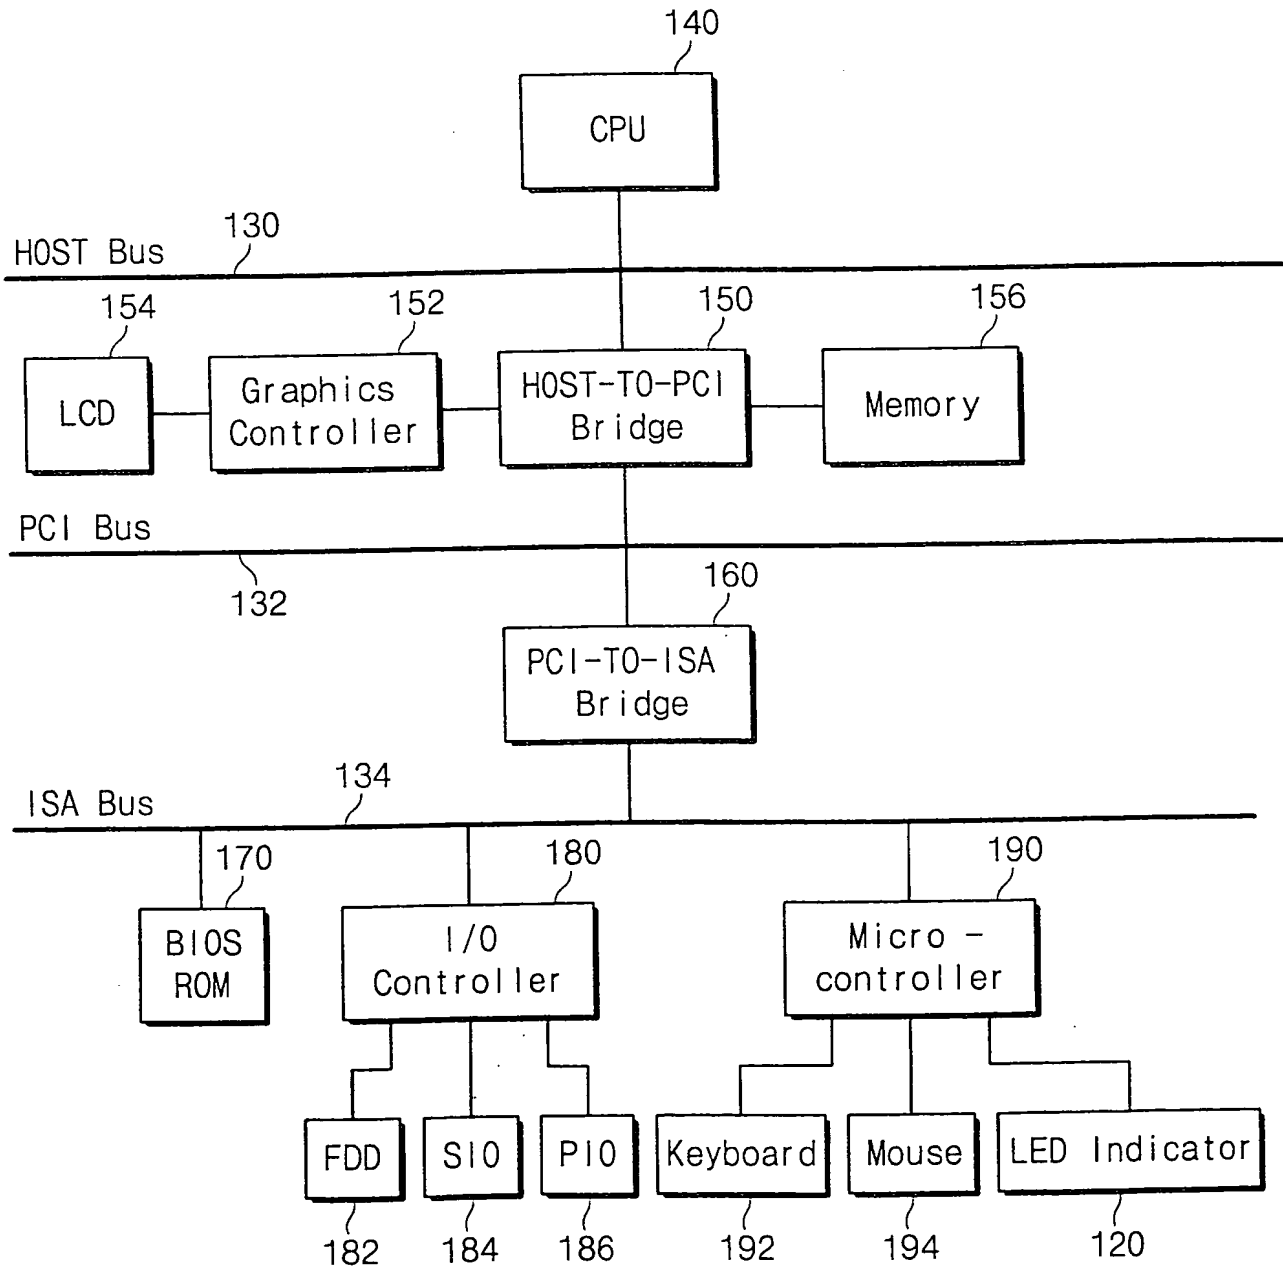 140
CPU
HOST Bus
130
154
152
150
156
LCD
Graphics
Controller
HOST-TO-PCI
Bridge
Memory
PCI Bus
132
160
PCI-TO-ISA
Bridge
ISA Bus
134
170
180
190
BIOS
ROM
I/O
Controller
Micro-
controller
FDD
SIO
PIO
Keyboard
Mouse
LED Indicator
182
184
186
192
194
120